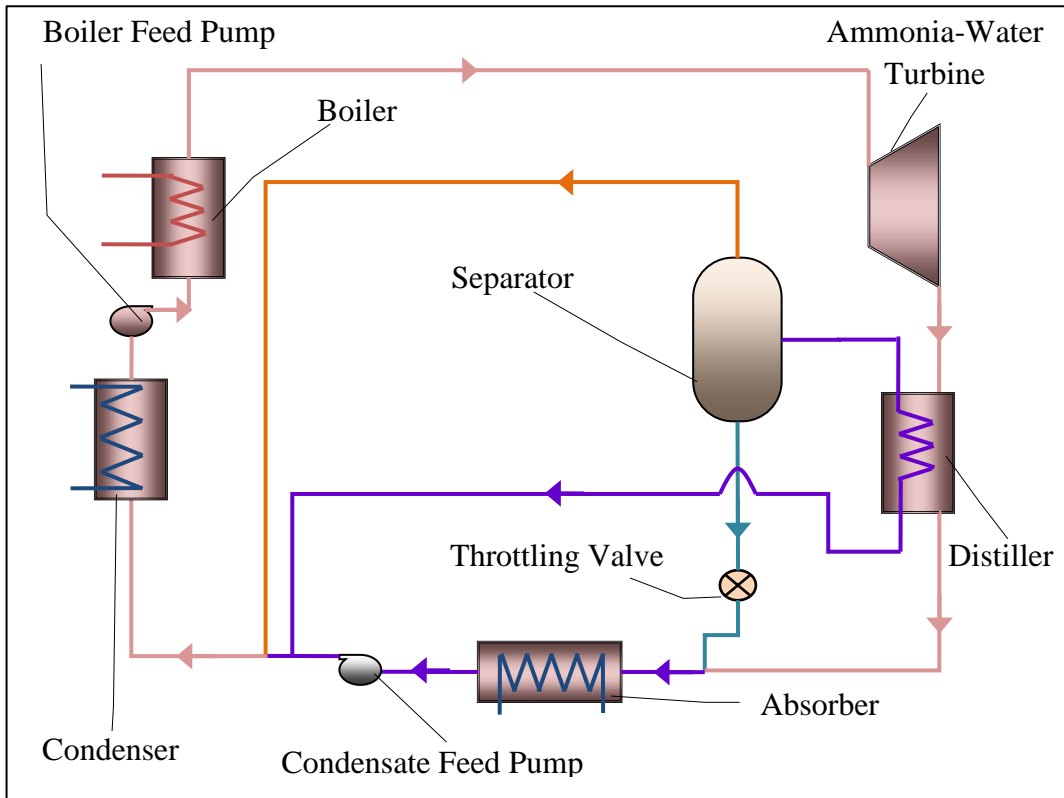 Boiler Feed Pump
Ammonia-Water
Turbine
Boiler
Separator
Throttling Valve
Distiller
Absorber
Condenser
Condensate Feed Pump